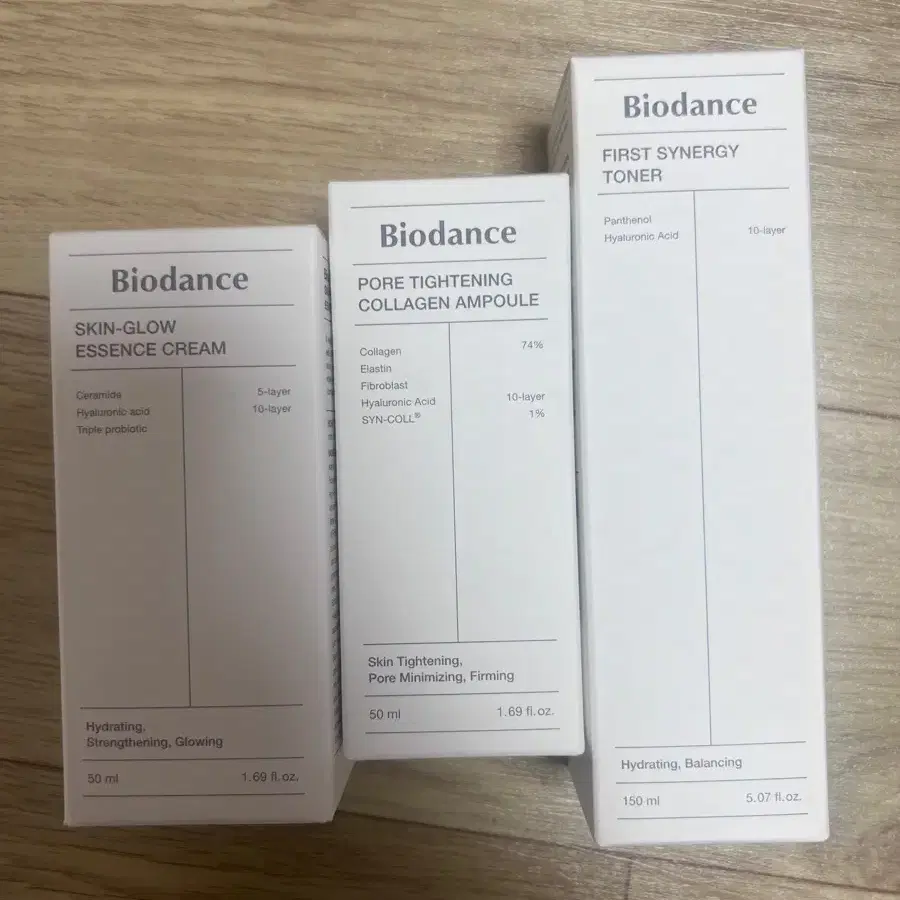 Biodance
SKIN-GLOW
ESSENCE CREAM
Ceramide 5-layer
Hyaluronic acid 10-layer
Triple probiotic
Hydrating,
Strengthening, Glowing
50 ml 1.69 fl.oz.
Biodance
PORE TIGHTENING
COLLAGEN AMPOULE
Collagen 74%
Elastin
Fibroblast
Hyaluronic Acid 10-layer
SYN-COLL® 1%
Skin Tightening,
Pore Minimizing, Firming
50 ml 1.69 fl.oz.
Biodance
FIRST SYNERGY
TONER
Panthenol
Hyaluronic Acid 10-layer
Hydrating, Balancing
150 ml 5.07 fl.oz.